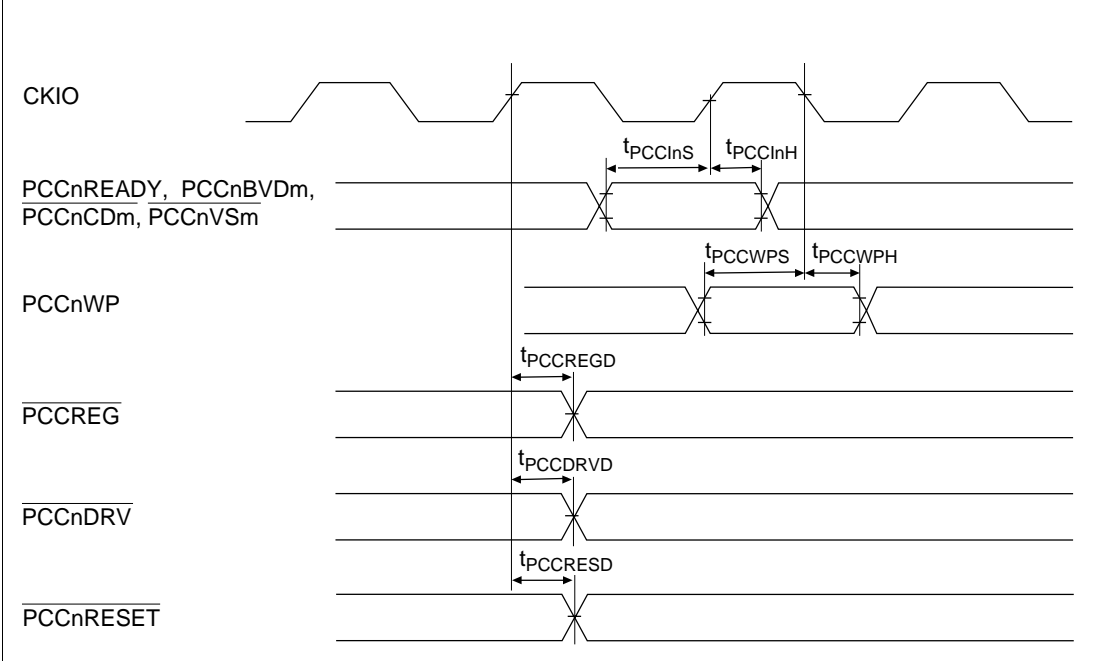 CKIO
tPCCInS tPCCInH
PCCnREADY, PCCnBVDm,
PCCnCDm, PCCnVSm
tPCCWPS tPCCWPH
PCCnWP
tPCCREGD
PCCREG
tPCCDRVD
PCCnDRV
tPCCRESD
PCCnRESET